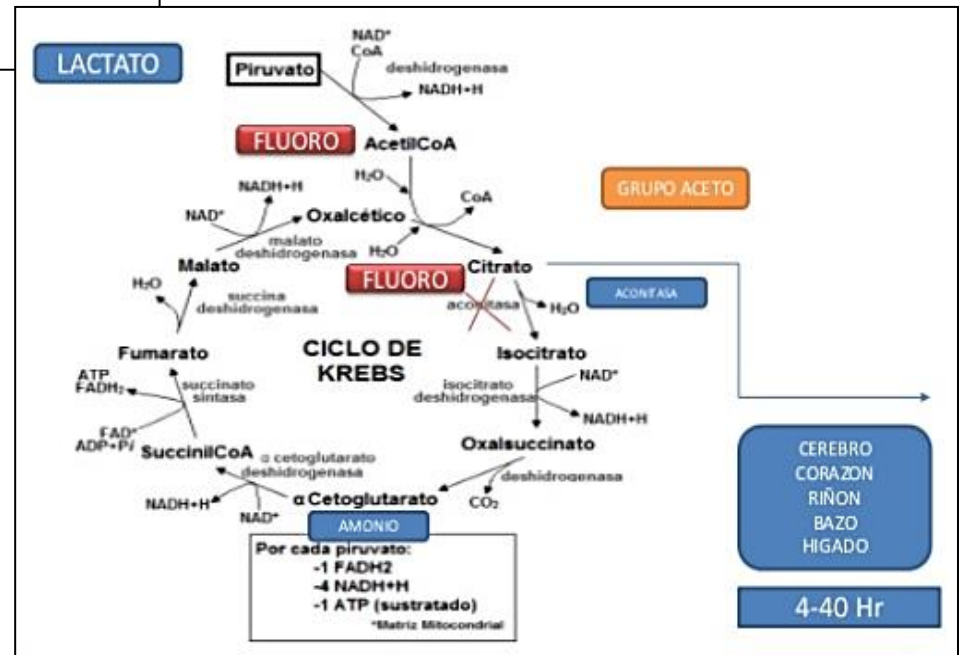 LACTATO
Piruvato
NAD*
CoA
deshidrogenasa
NADH+H
FLUORO
AcetilCoA
H₂O
CoA
GRUPO ACETO
NADH+H
NAD*
Oxalcético
malato
deshidrogenasa
H₂O
FLUORO
Citrato
aconitasa
H₂O
ACONITASA
Malato
H₂O
succina
deshidrogenasa
CICLO DE
KREBS
Isocitrato
isocitrato
deshidrogenasa
NAD*
NADH+H
Fumarato
ATP
FADH₂
succinato
sintasa
FAD*
ADP+Pi
SuccinilCoA
α cetoglutarato
deshidrogenasa
NADH+H
NAD*
α Cetoglutarato
CO₂
deshidrogenasa
Oxalsuccinato
AMONIO
Por cada piruvato:
-1 FADH2
-4 NADH+H
-1 ATP (sustratado)
*Matriz Mitocondrial
CEREBRO
CORAZON
RIÑON
BAZO
HIGADO
4-40 Hr